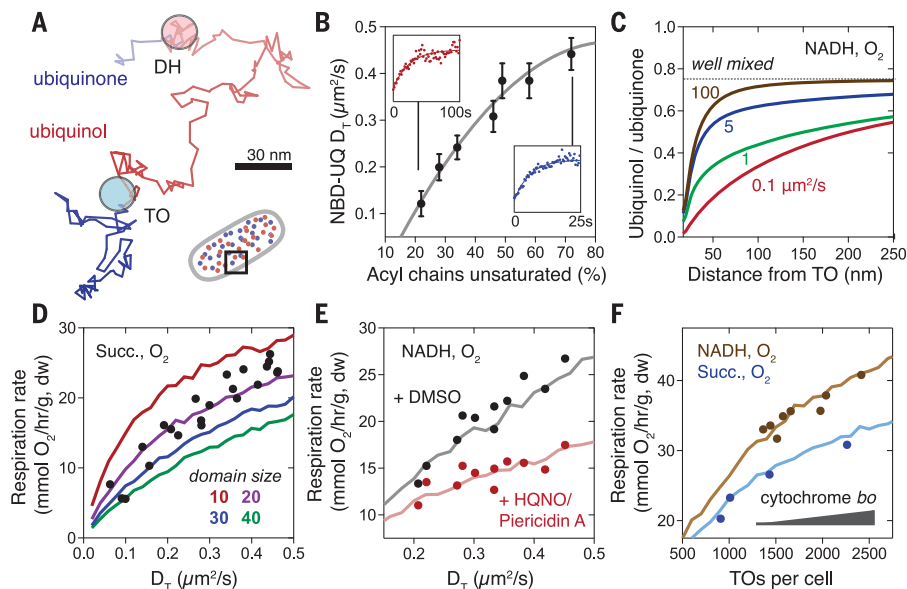 A
ubiquinone
DH
ubiquinol
30 nm
TO
B
NBD-UQ D_T (µm²/s)
0.5
0.4
0.3
0.2
0.1
0
100s
0
25s
10 20 30 40 50 60 70 80
Acyl chains unsaturated (%)
C
NADH, O₂
Ubiquinol / ubiquinone
1.0
0.8
0.6
0.4
0.2
0.0
well mixed
100
5
1
0.1 µm²/s
50 100 150 200 250
Distance from TO (nm)
D
Succ., O₂
Respiration rate
(mmol O₂/hr/g, dw)
30
20
10
0
domain size
10 20
30 40
0.0 0.1 0.2 0.3 0.4 0.5
D_T (µm²/s)
E
NADH, O₂
Respiration rate
(mmol O₂/hr/g, dw)
30
25
20
15
10
+ DMSO
+ HQNO/
Piericidin A
0.2 0.3 0.4 0.5
D_T (µm²/s)
F
NADH, O₂
Succ., O₂
Respiration rate
(mmol O₂/hr/g, dw)
40
30
20
cytochrome bo
500 1000 1500 2000 2500
TOs per cell